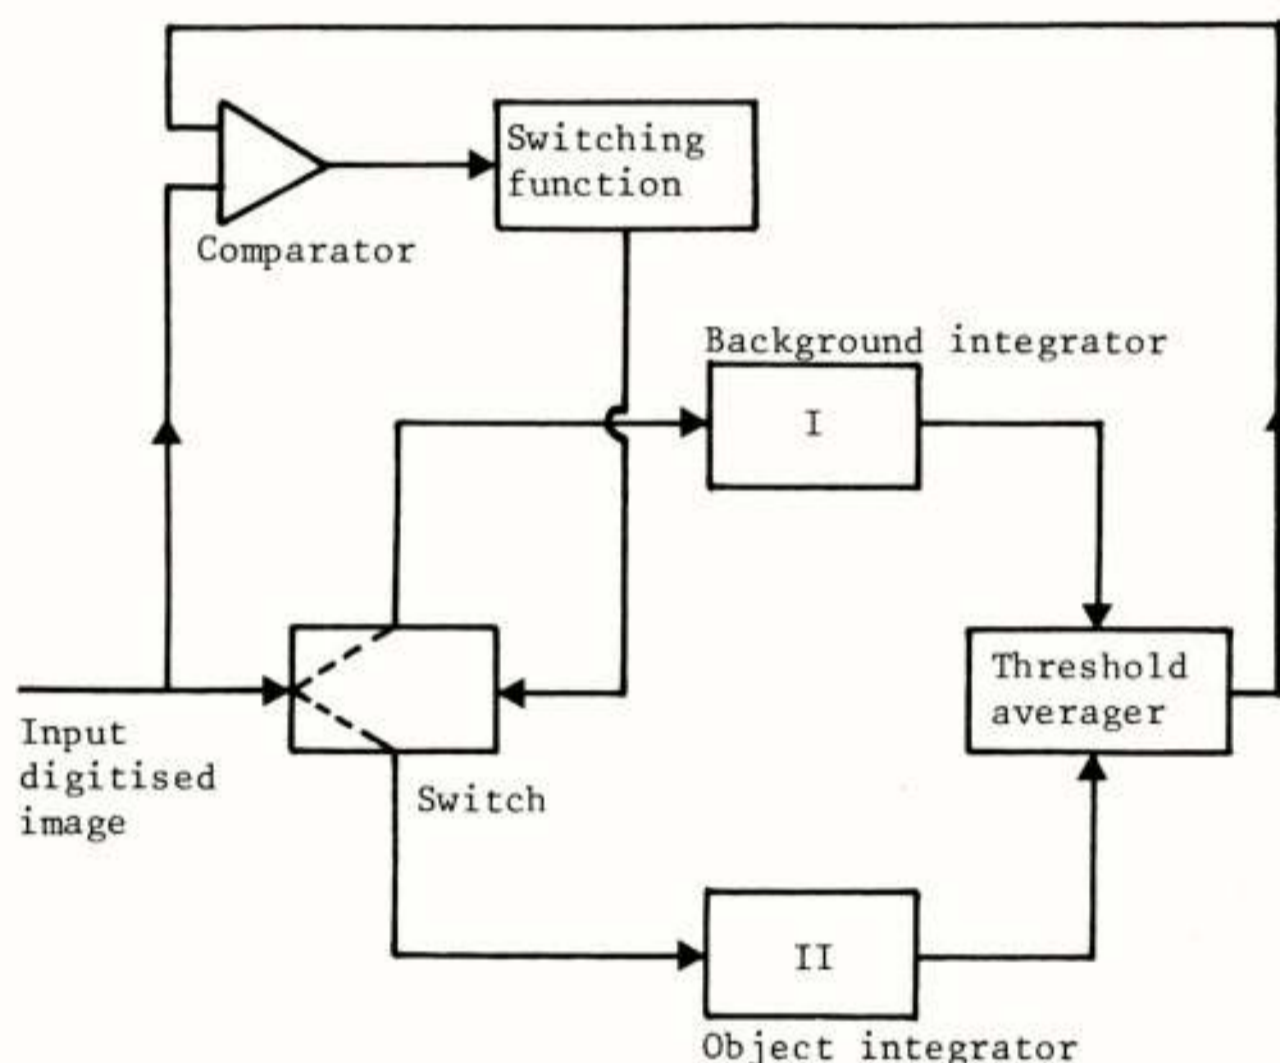 Switching
function
Comparator
Background integrator
I
Threshold
averager
Input
digitised
image
Switch
II
Object integrator